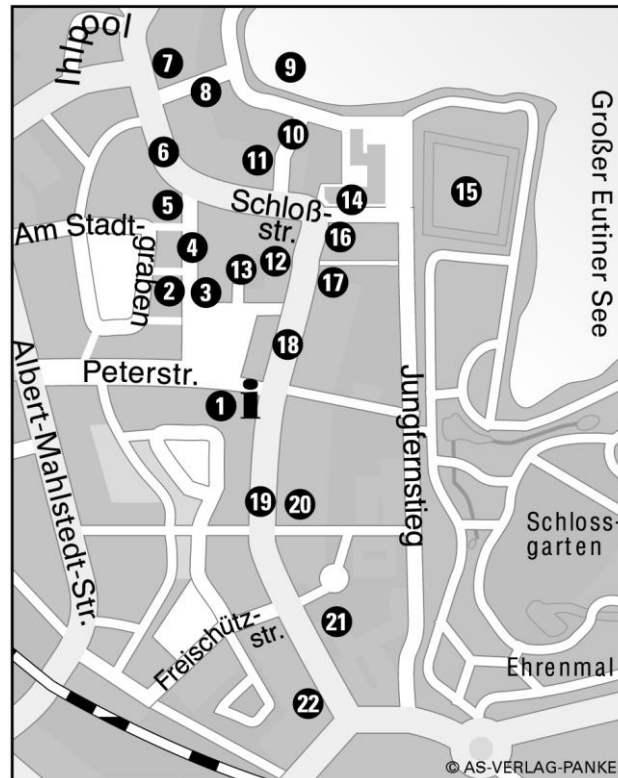 Ihlpool
7
9
8
10
6
11
5
14
15
Schloß-
str.
Am Stadt-
graben
4
16
12
13
17
2
3
Großer Eutiner See
18
Peterstr.
1
i
Albert-Mahlstedt-Str.
Jungfernstieg
19
20
Schloss-
garten
Freischütz-
str.
21
Ehrenmal
22
© AS-VERLAG-PANKE